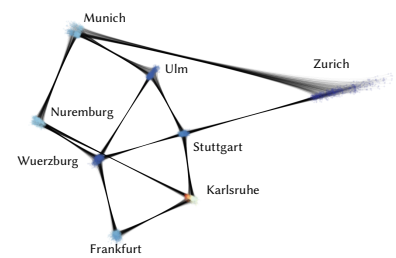 Munich
Zurich
Ulm
Nuremburg
Stuttgart
Wuerzburg
Karlsruhe
Frankfurt